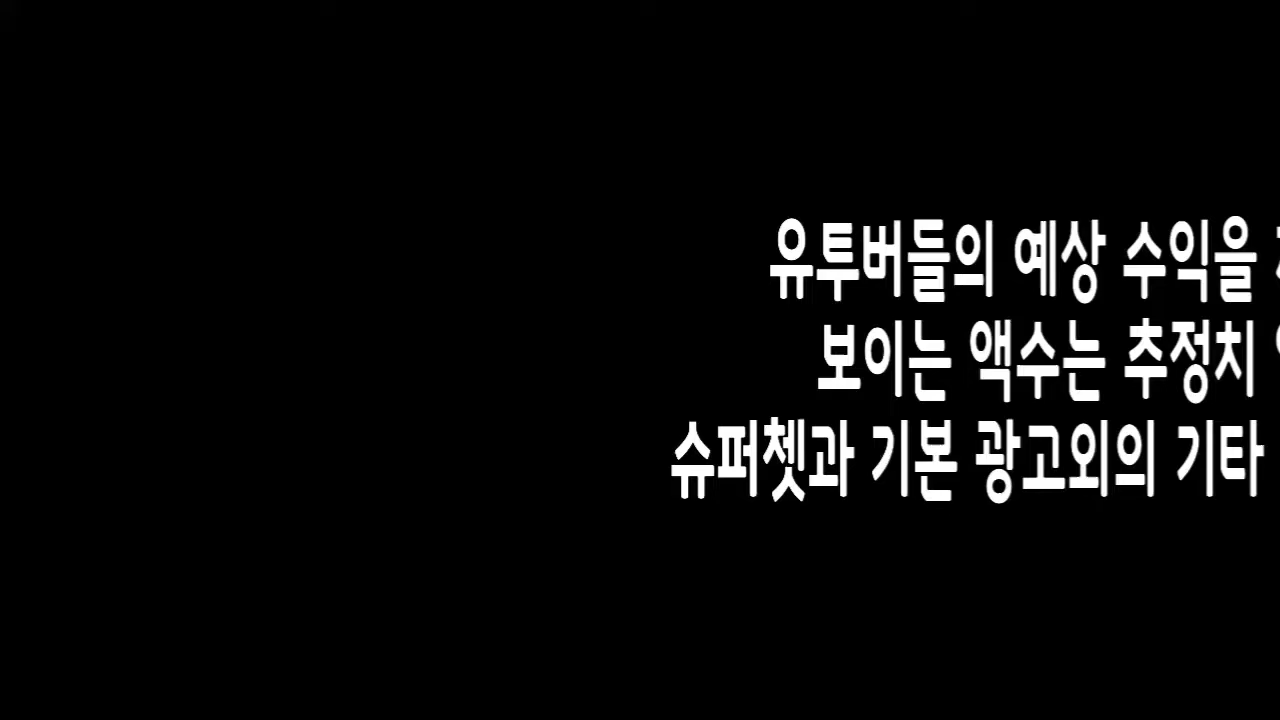 유투버들의 예상 수익을
보이는 액수는 추정치
슈퍼쳇과 기본 광고외의 기타